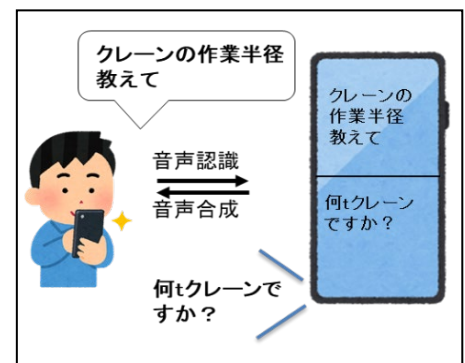 クレーンの作業半径
教えて
音声認識
音声合成
何tクレーンで
すか？
クレーンの
作業半径
教えて
何tクレーン
ですか？